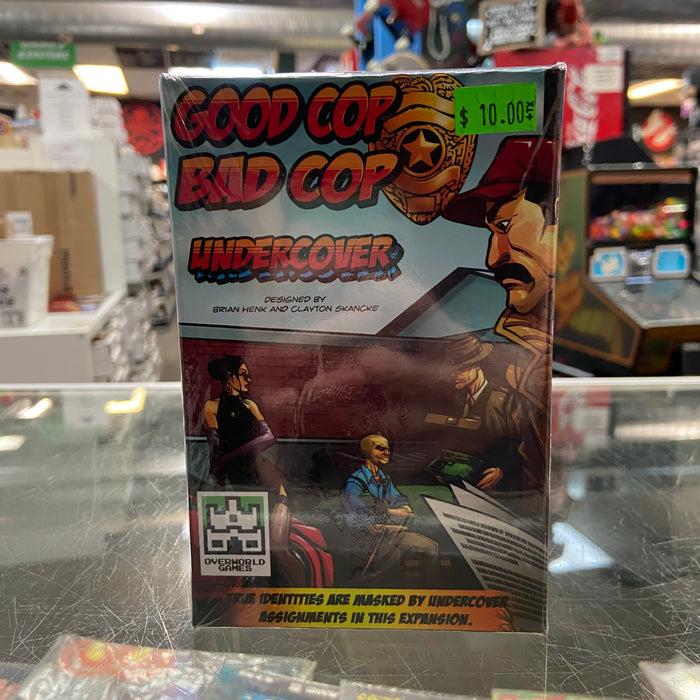 GOOD COP
BAD COP
$ 10.00
UNDERCOVER
DESIGNED BY
BRIAN HENK AND CLAYTON SKANCKE
OVERWORLD
GAMES
TRUE IDENTITIES ARE MASKED BY UNDERCOVER
ASSIGNMENTS IN THIS EXPANSION.